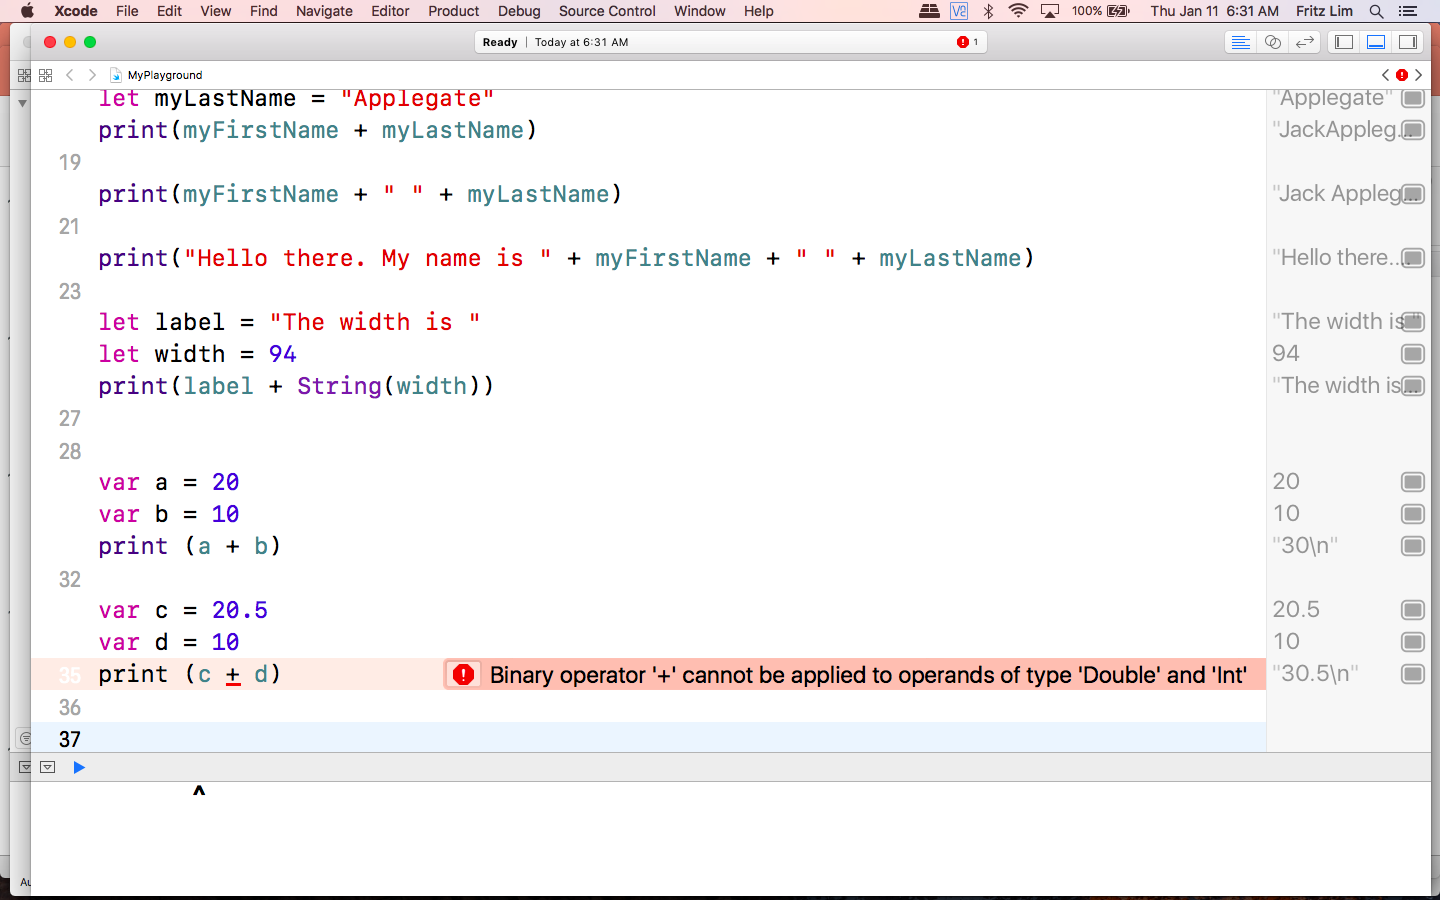 Xcode File Edit View Find Navigate Editor Product Debug Source Control Window Help 100% Thu Jan 11 6:31 AM Fritz Lim
Ready | Today at 6:31 AM 1
MyPlayground
let myLastName = "Applegate" "Applegate"
print(myFirstName + myLastName) "JackAppleg...
19
print(myFirstName + " " + myLastName) "Jack Appleg...
21
print("Hello there. My name is " + myFirstName + " " + myLastName) "Hello there....
23
let label = "The width is " "The width is "
let width = 94 94
print(label + String(width)) "The width is...
27
28
var a = 20 20
var b = 10 10
print (a + b) "30\n"
32
var c = 20.5 20.5
var d = 10 10
35 print (c + d) Binary operator '+' cannot be applied to operands of type 'Double' and 'Int' "30.5\n"
36
37
^